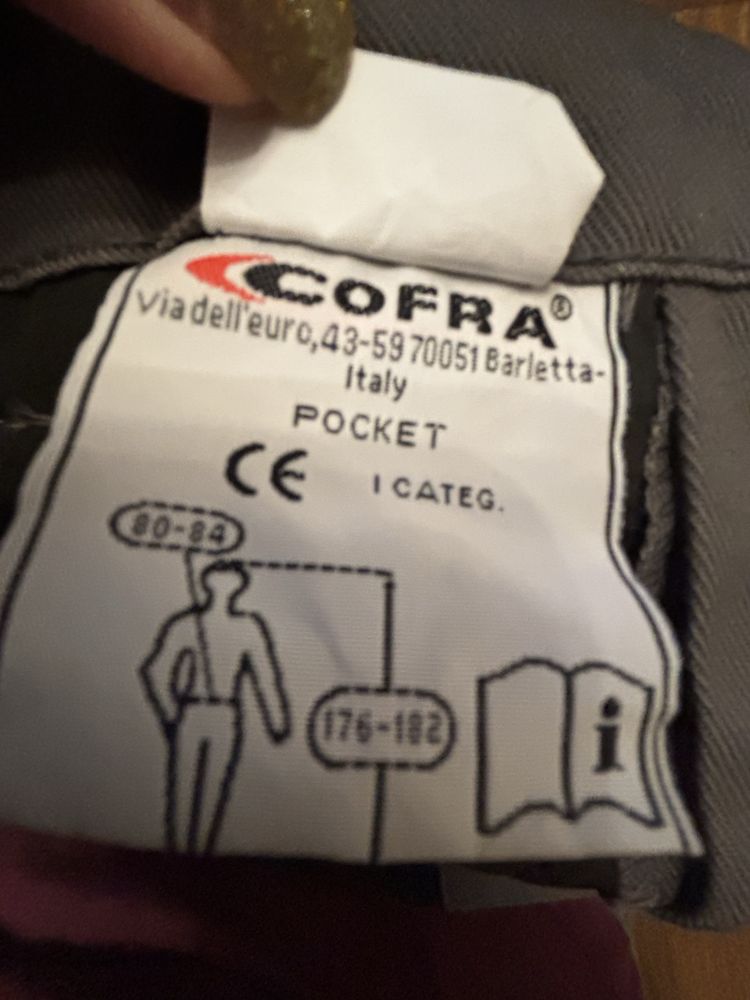 COFRA®
Via dell'euro,43-59 70051 Barletta-
Italy
POCKET
CE I CATEG.
80-84
176-182
i